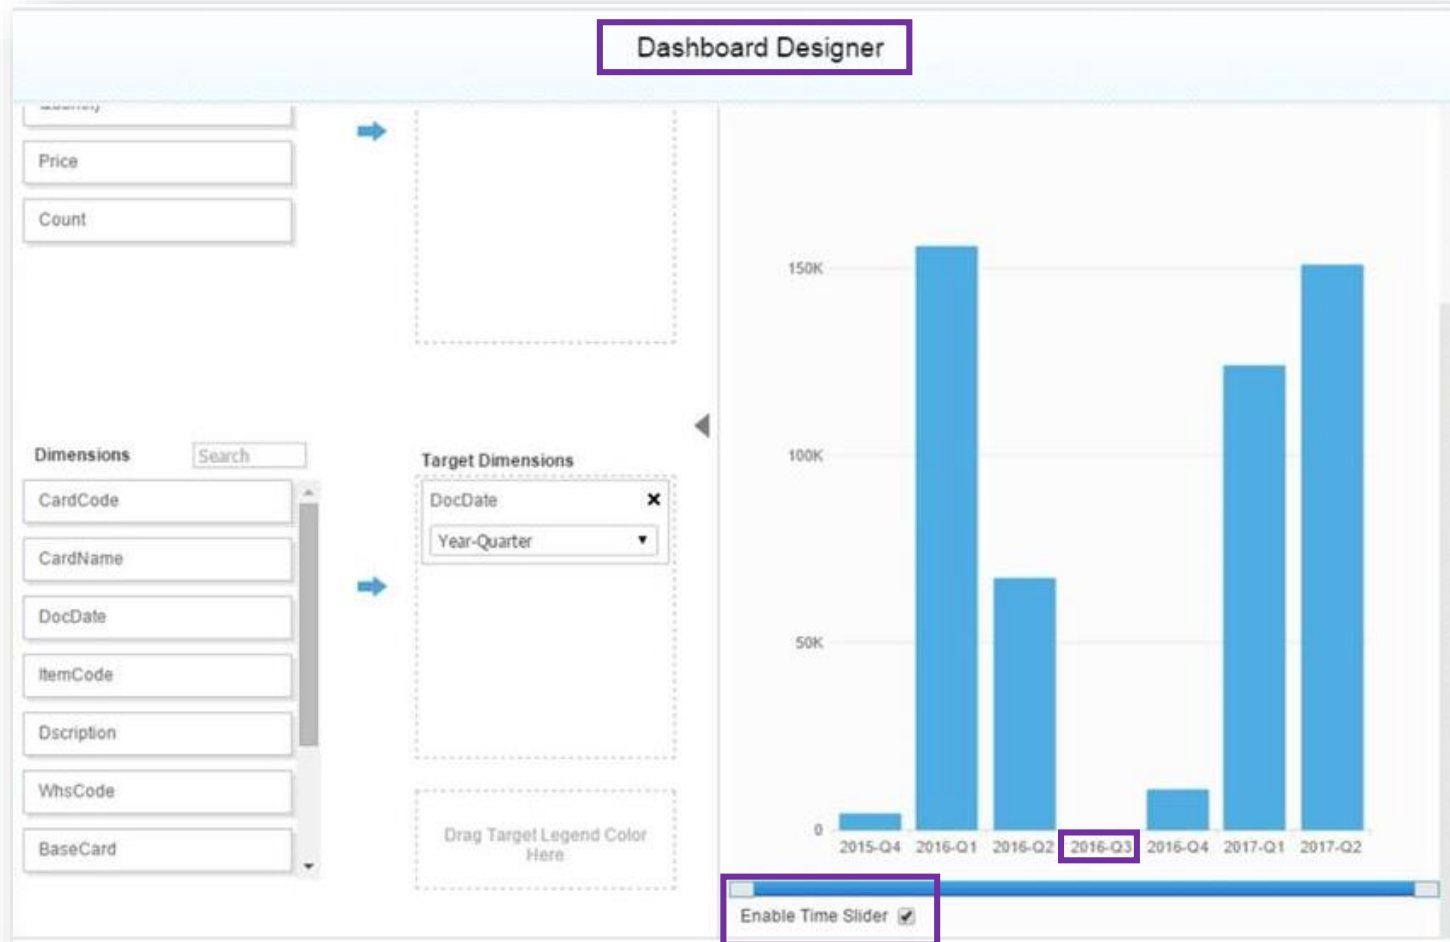 Dashboard Designer
Price
Count
Dimensions
Search
CardCode
CardName
DocDate
ItemCode
Dscription
WhsCode
BaseCard
Target Dimensions
DocDate
Year-Quarter
Drag Target Legend Color
Here
150K
100K
50K
0
2015-Q4 2016-Q1 2016-Q2 2016-Q3 2016-Q4 2017-Q1 2017-Q2
Enable Time Slider